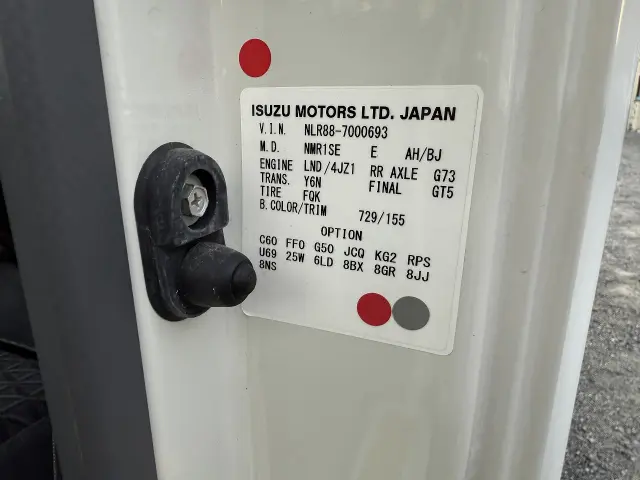 ISUZU MOTORS LTD. JAPAN
V.I.N. NLR88-7000693
M.D. NMR1SE E AH/BJ
ENGINE LND/4JZ1 RR AXLE G73
TRANS. Y6N FINAL GT5
TIRE FQK
B.COLOR/TRIM 729/155
OPTION
C60 FF0 G50 JCQ KG2 RPS
U69 25W 6LD 8BX 8GR 8JJ
8NS